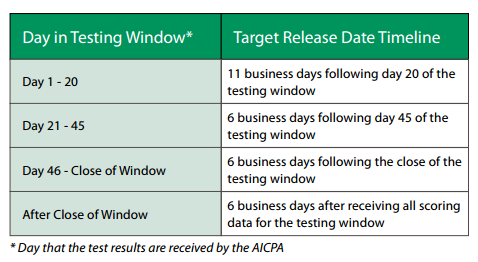 Day in Testing Window*
Target Release Date Timeline
Day 1 - 20
11 business days following day 20 of the
testing window
Day 21 - 45
6 business days following day 45 of the
testing window
Day 46 - Close of Window
6 business days following the close of the
testing window
After Close of Window
6 business days after receiving all scoring
data for the testing window
* Day that the test results are received by the AICPA